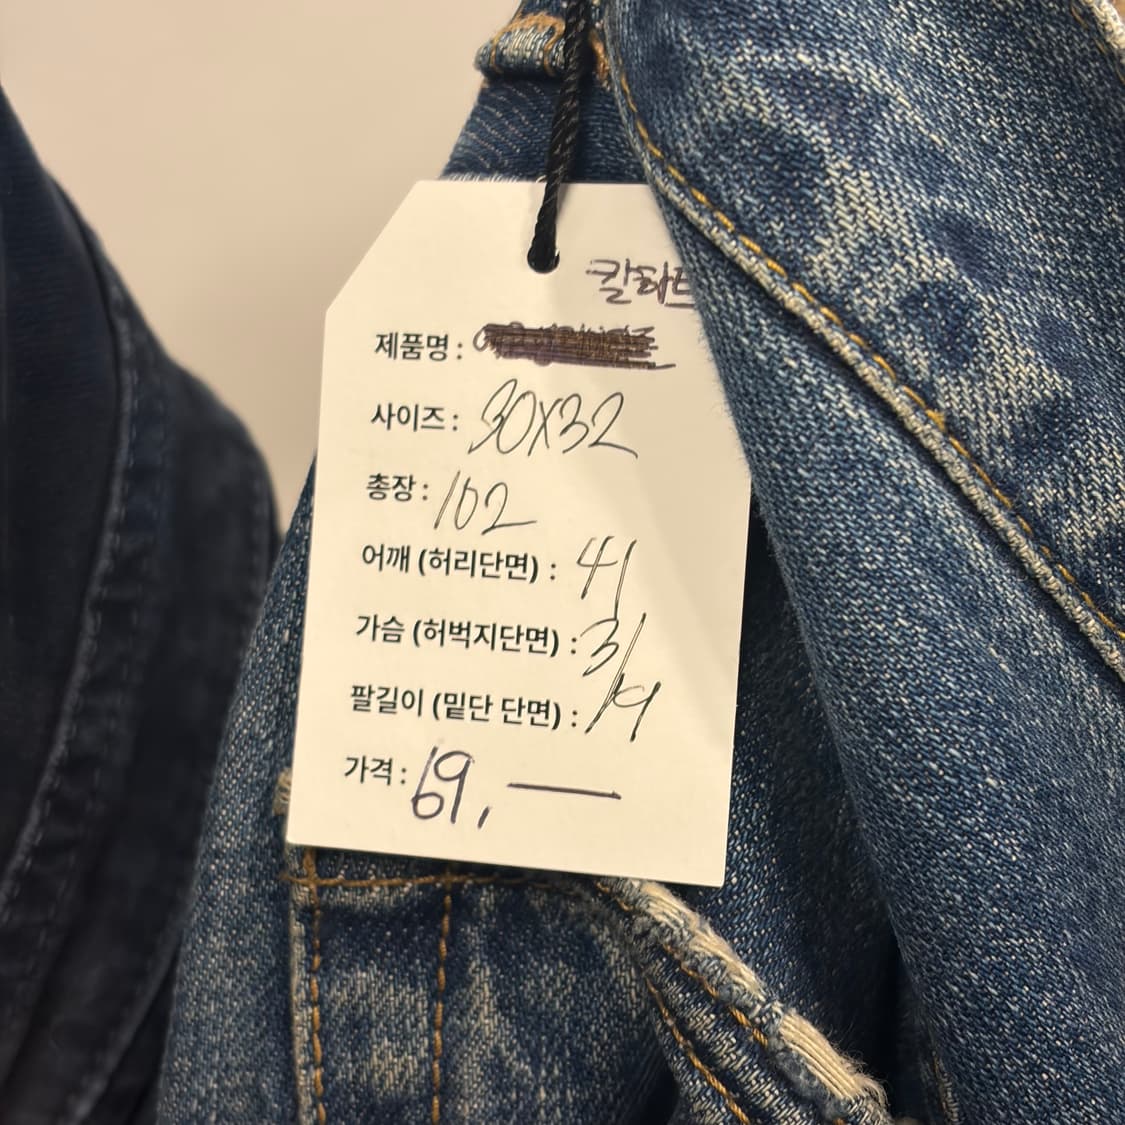 칼하트
제품명 :
사이즈 : 30X32
총장 : 102
어깨 (허리단면) : 41
가슴 (허벅지단면) : 31
팔길이 (밑단 단면) : 19
가격 : 69, —